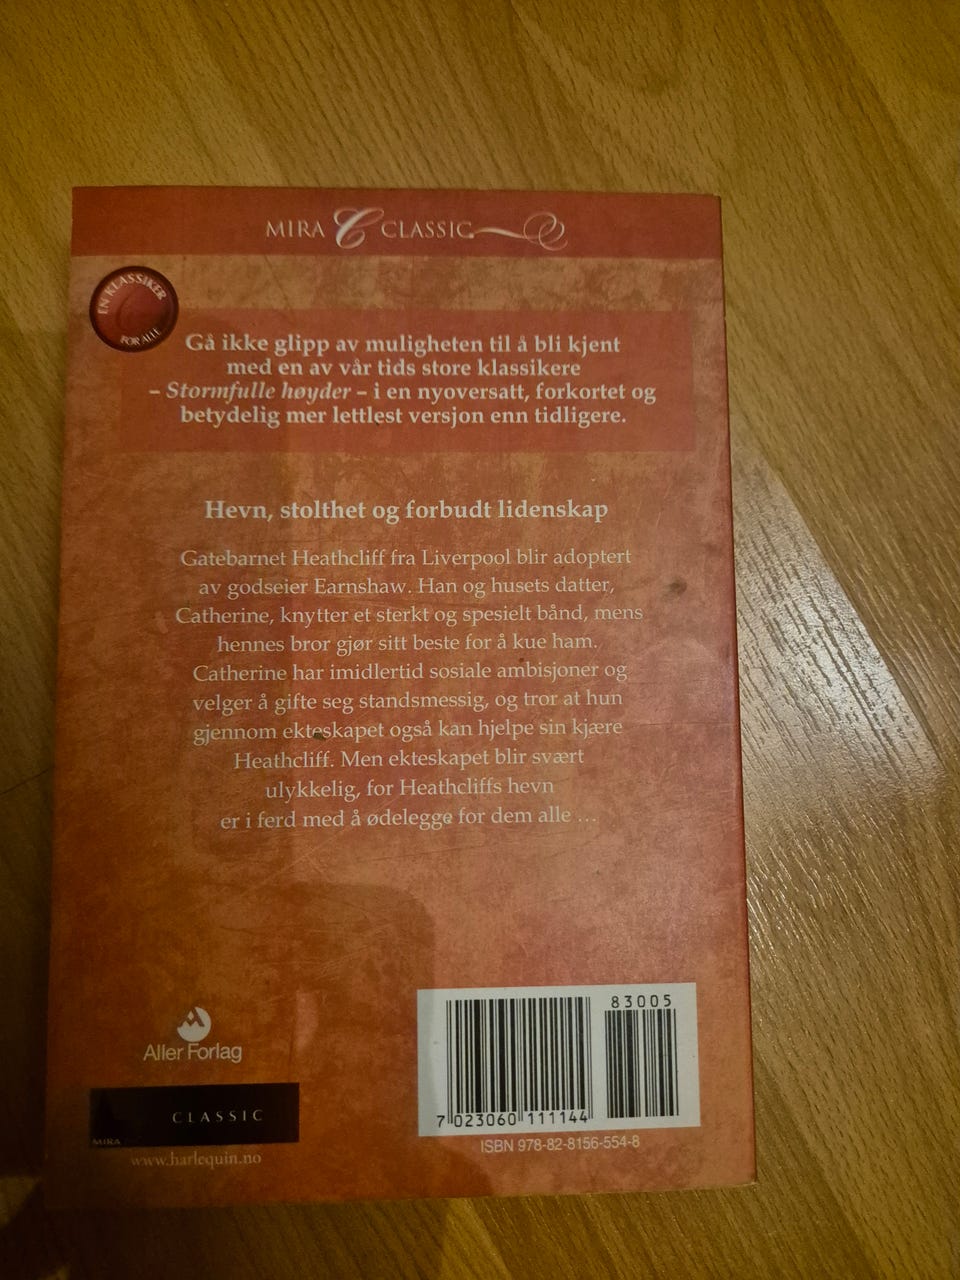 MIRA CLASSIC
EN KLASSIKER
FOR ALLE
Gå ikke glipp av muligheten til å bli kjent
med en av vår tids store klassikere
– Stormfulle høyder – i en nyoversatt, forkortet og
betydelig mer lettlest versjon enn tidligere.
Hevn, stolthet og forbudt lidenskap
Gatebarnet Heathcliff fra Liverpool blir adoptert
av godseier Earnshaw. Han og husets datter,
Catherine, knytter et sterkt og spesielt bånd, mens
hennes bror gjør sitt beste for å kue ham.
Catherine har imidlertid sosiale ambisjoner og
velger å gifte seg standsmessig, og tror at hun
gjennom ekteskapet også kan hjelpe sin kjære
Heathcliff. Men ekteskapet blir svært
ulykkelig, for Heathcliffs hevn
er i ferd med å ødelegge for dem alle …
Aller Forlag
CLASSIC
MIRA
www.harlequin.no
83005
7 023060 111144
ISBN 978-82-8156-554-8